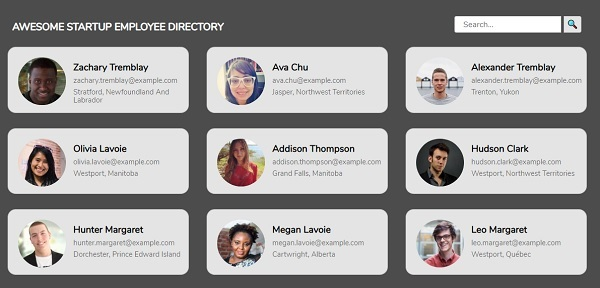 AWESOME STARTUP EMPLOYEE DIRECTORY
Search...
Zachary Tremblay
zachary.tremblay@example.com
Stratford, Newfoundland And
Labrador
Ava Chu
ava.chu@example.com
Jasper, Northwest Territories
Alexander Tremblay
alexander.tremblay@example.com
Trenton, Yukon
Olivia Lavoie
olivia.lavoie@example.com
Westport, Manitoba
Addison Thompson
addison.thompson@example.com
Grand Falls, Manitoba
Hudson Clark
hudson.clark@example.com
Westport, Northwest Territories
Hunter Margaret
hunter.margaret@example.com
Dorchester, Prince Edward Island
Megan Lavoie
megan.lavoie@example.com
Cartwright, Alberta
Leo Margaret
leo.margaret@example.com
Westport, Québec